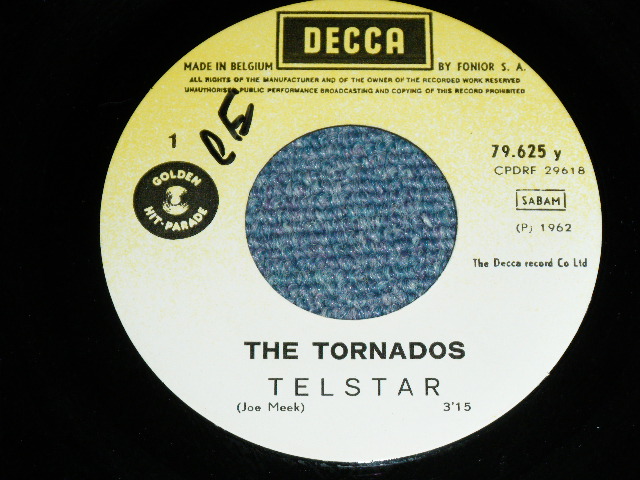 DECCA
MADE IN BELGIUM
BY FONIOR S. A.
ALL RIGHTS OF THE MANUFACTURER AND OF THE OWNER OF THE RECORDED WORK RESERVED
UNAUTHORISED PUBLIC PERFORMANCE BROADCASTING AND COPYING OF THIS RECORD PROHIBITED
1
79.625 y
CPDRF 29618
GOLDEN
HIT-PARADE
SABAM
(P) 1962
The Decca record Co Ltd
THE TORNADOS
TELSTAR
(Joe Meek)
3'15